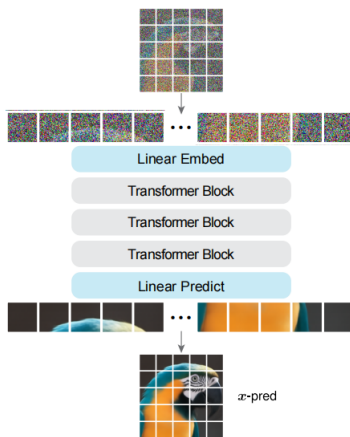 Linear Embed
Transformer Block
Transformer Block
Transformer Block
Linear Predict
x-pred